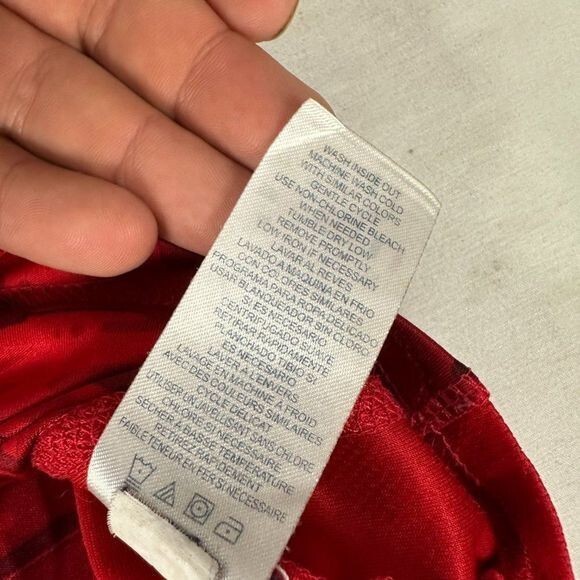 WASH INSIDE OUT
MACHINE WASH COLD
WITH SIMILAR COLORS
GENTLE CYCLE
USE NON-CHLORINE BLEACH
WHEN NEEDED
TUMBLE DRY LOW
REMOVE PROMPTLY
LOW IRON IF NECESSARY
LAVAR AL REVES
LAVADO A MAQUINA EN FRIO
CON COLORES SIMILARES
PROGRAMA PARA ROPA DELICADO
USAR BLANQUEADOR SIN CLORO
SI ES NECESARIO
CENTRIFUGADO SUAVE
RETIRAR RAPIDAMENTE
PLANCHADO TIBIO SI
ES NECESARIO
LAVER A L'ENVERS
LAVAGE EN MACHINE A FROID
AVEC DES COULEURS SIMILAIRES
CYCLE DELICAT
UTILISER UN JAVELLISANT SANS CHLORE
CHLORE SI NECESSAIRE
SECHER A BASSE TEMPERATURE
RETIREZ RAPIDEMENT
FAIBLE TENEUR EN FER SI NECESSAIRE